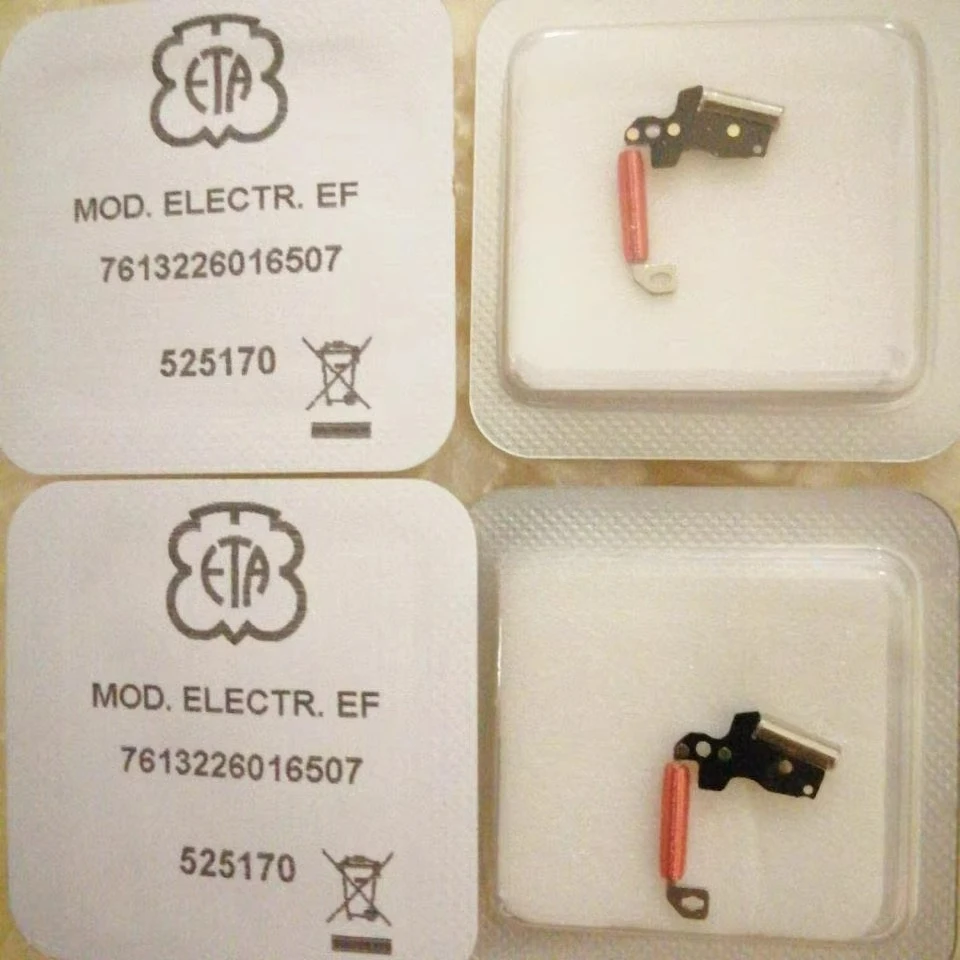 ETA
MOD. ELECTR. EF
7613226016507
525170
ETA
MOD. ELECTR. EF
7613226016507
525170